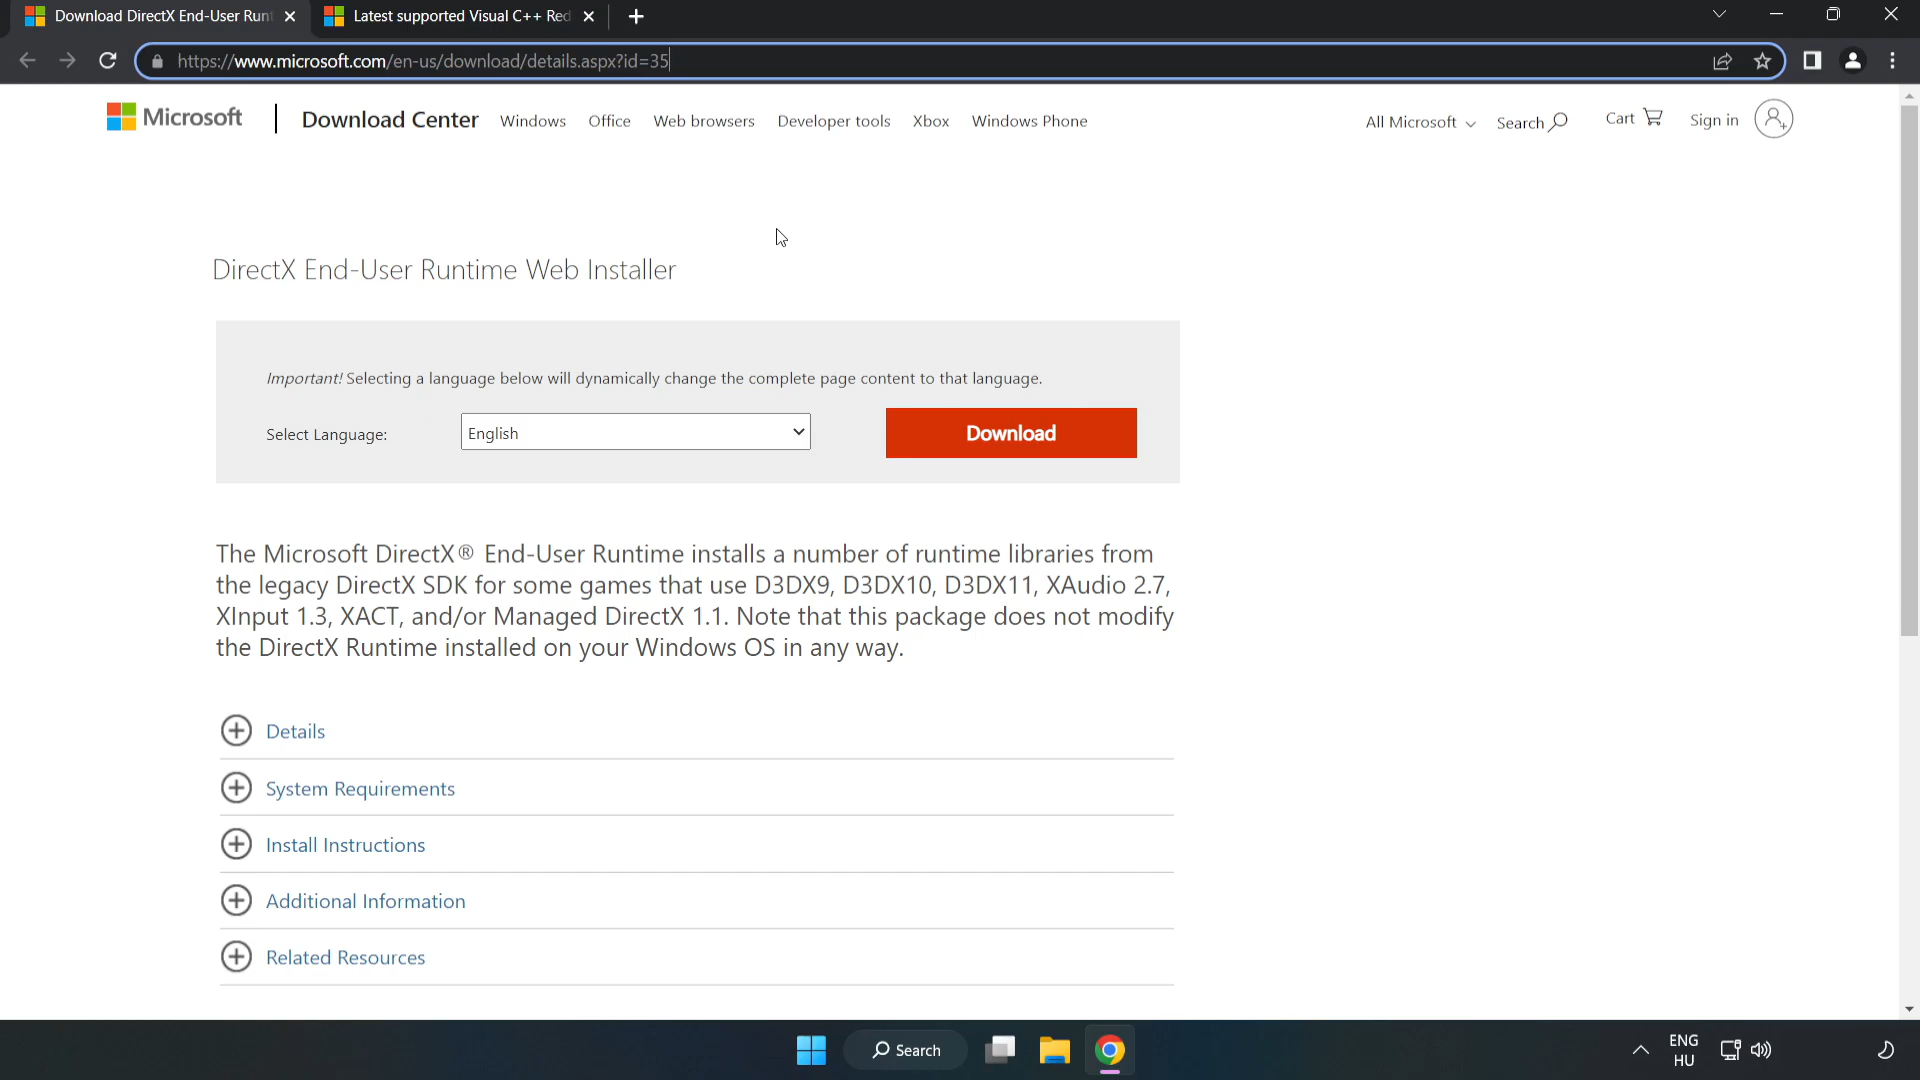 Download DirectX End-User Runt
Latest supported Visual C++ Red
https://www.microsoft.com/en-us/download/details.aspx?id=35
Microsoft
Download Center
Windows
Office
Web browsers
Developer tools
Xbox
Windows Phone
All Microsoft
Search
Cart
Sign in
DirectX End-User Runtime Web Installer
Important! Selecting a language below will dynamically change the complete page content to that language.
Select Language:
English
Download
The Microsoft DirectX® End-User Runtime installs a number of runtime libraries from
the legacy DirectX SDK for some games that use D3DX9, D3DX10, D3DX11, XAudio 2.7,
XInput 1.3, XACT, and/or Managed DirectX 1.1. Note that this package does not modify
the DirectX Runtime installed on your Windows OS in any way.
Details
System Requirements
Install Instructions
Additional Information
Related Resources
Search
ENG
HU